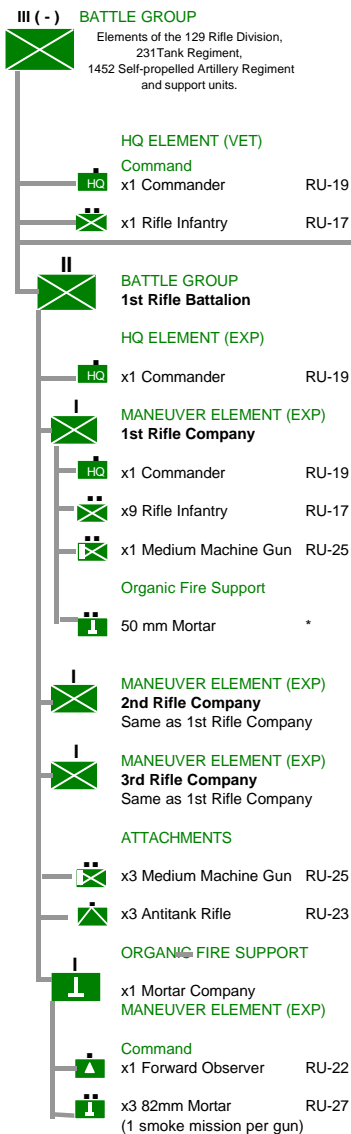 III ( - ) BATTLE GROUP
Elements of the 129 Rifle Division,
231Tank Regiment,
1452 Self-propelled Artillery Regiment
and support units.
HQ ELEMENT (VET)
Command
HQ x1 Commander RU-19
x1 Rifle Infantry RU-17
II
BATTLE GROUP
1st Rifle Battalion
HQ ELEMENT (EXP)
HQ x1 Commander RU-19
I
MANEUVER ELEMENT (EXP)
1st Rifle Company
HQ x1 Commander RU-19
x9 Rifle Infantry RU-17
x1 Medium Machine Gun RU-25
Organic Fire Support
50 mm Mortar *
I
MANEUVER ELEMENT (EXP)
2nd Rifle Company
Same as 1st Rifle Company
I
MANEUVER ELEMENT (EXP)
3rd Rifle Company
Same as 1st Rifle Company
ATTACHMENTS
x3 Medium Machine Gun RU-25
x3 Antitank Rifle RU-23
ORGANIC FIRE SUPPORT
I
x1 Mortar Company
MANEUVER ELEMENT (EXP)
Command
x1 Forward Observer RU-22
x3 82mm Mortar RU-27
(1 smoke mission per gun)